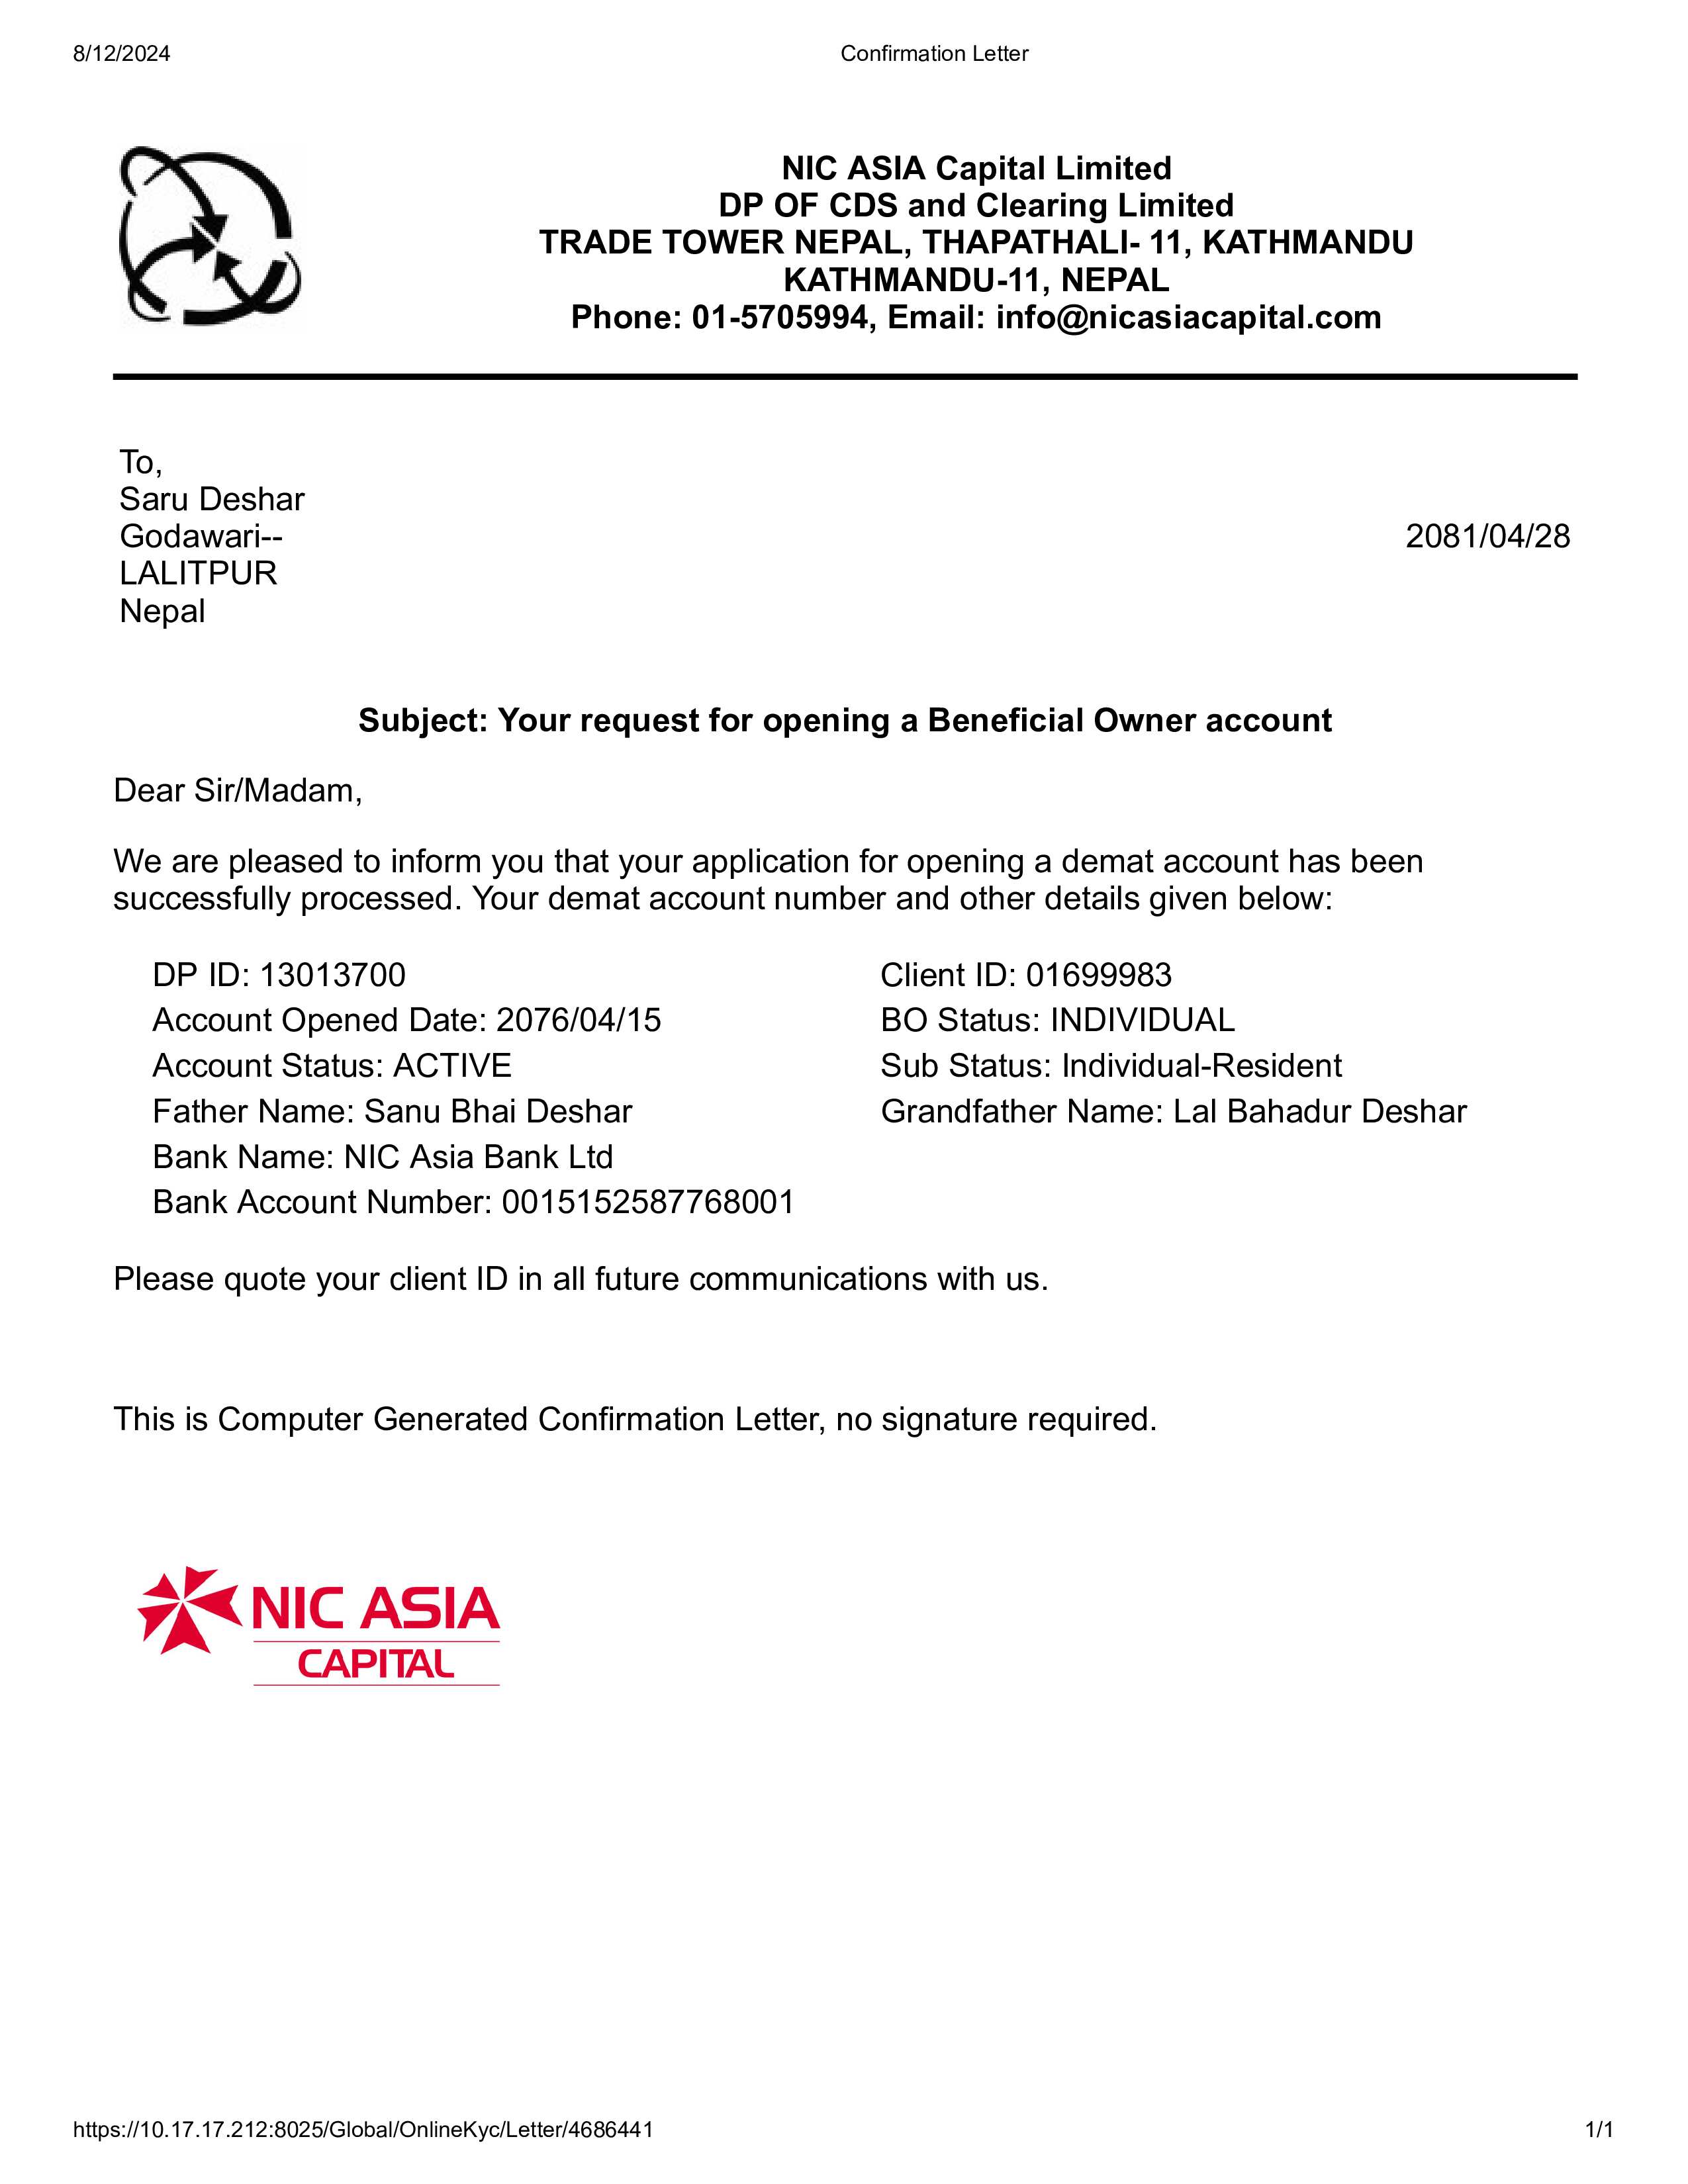 8/12/2024 Confirmation Letter
NIC ASIA Capital Limited
DP OF CDS and Clearing Limited
TRADE TOWER NEPAL, THAPATHALI- 11, KATHMANDU
KATHMANDU-11, NEPAL
Phone: 01-5705994, Email: info@nicasiacapital.com
To,
Saru Deshar
Godawari-- 2081/04/28
LALITPUR
Nepal
Subject: Your request for opening a Beneficial Owner account
Dear Sir/Madam,
We are pleased to inform you that your application for opening a demat account has been
successfully processed. Your demat account number and other details given below:
DP ID: 13013700 Client ID: 01699983
Account Opened Date: 2076/04/15 BO Status: INDIVIDUAL
Account Status: ACTIVE Sub Status: Individual-Resident
Father Name: Sanu Bhai Deshar Grandfather Name: Lal Bahadur Deshar
Bank Name: NIC Asia Bank Ltd
Bank Account Number: 0015152587768001
Please quote your client ID in all future communications with us.
This is Computer Generated Confirmation Letter, no signature required.
NIC ASIA
CAPITAL
https://10.17.17.212:8025/Global/OnlineKyc/Letter/4686441 1/1